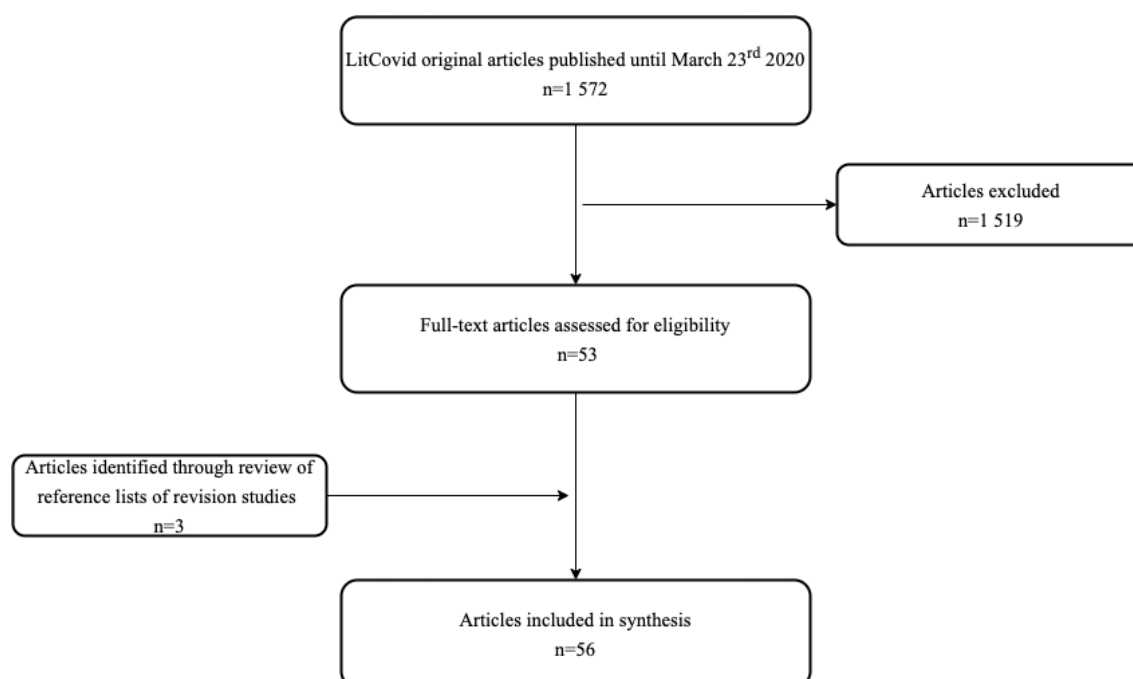 LitCovid original articles published until March 23rd 2020
n=1 572
Articles excluded
n=1 519
Full-text articles assessed for eligibility
n=53
Articles identified through review of
reference lists of revision studies
n=3
Articles included in synthesis
n=56